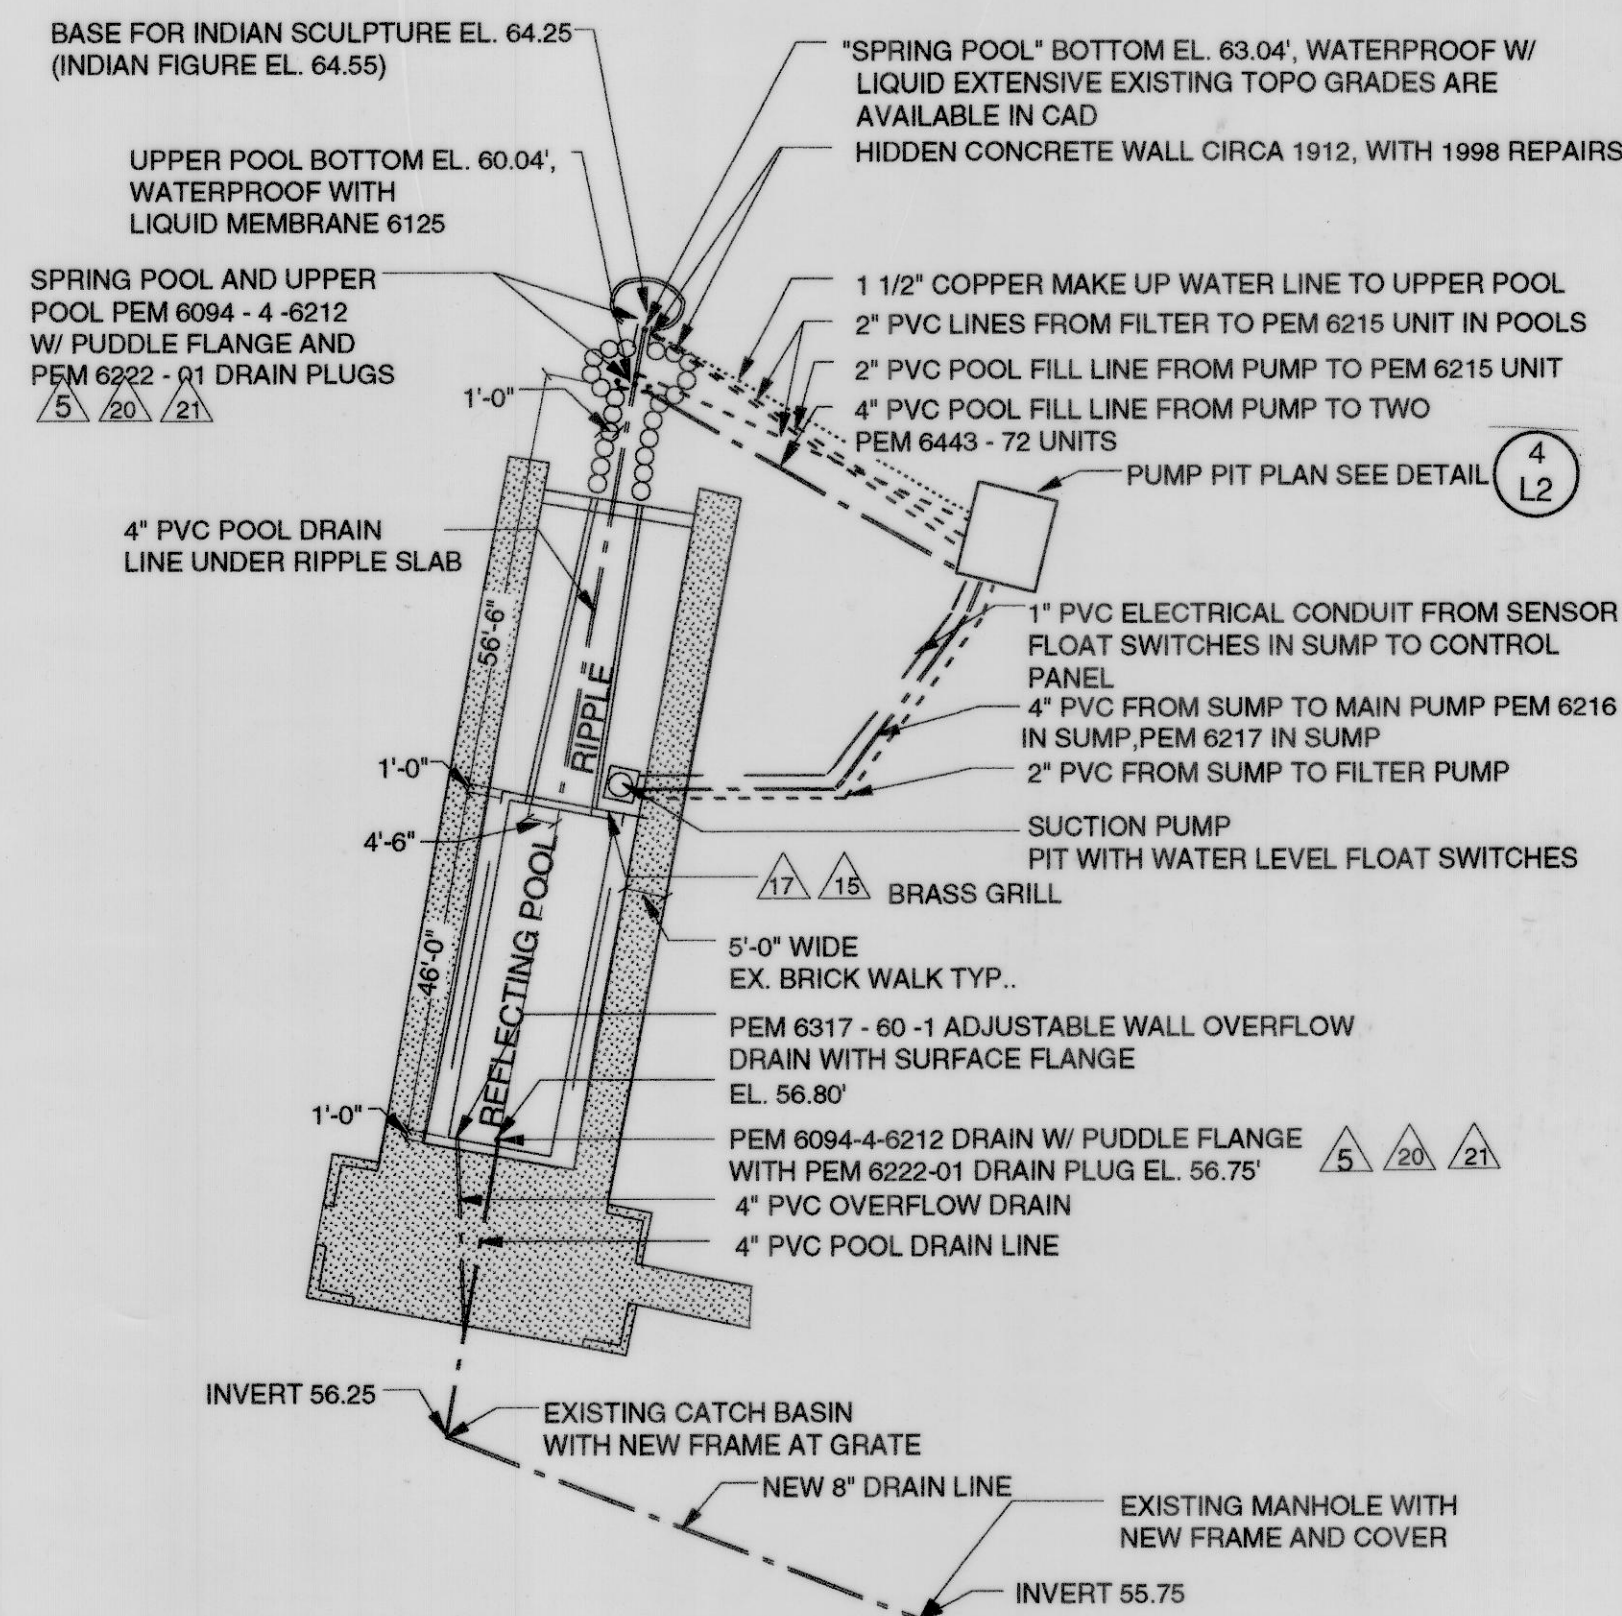 BASE FOR INDIAN SCULPTURE EL. 64.25
(INDIAN FIGURE EL. 64.55)
"SPRING POOL" BOTTOM EL. 63.04', WATERPROOF W/
LIQUID EXTENSIVE EXISTING TOPO GRADES ARE
AVAILABLE IN CAD
HIDDEN CONCRETE WALL CIRCA 1912, WITH 1998 REPAIRS
UPPER POOL BOTTOM EL. 60.04',
WATERPROOF WITH
LIQUID MEMBRANE 6125
SPRING POOL AND UPPER
POOL PEM 6094 - 4 -6212
W/ PUDDLE FLANGE AND
PEM 6222 - 01 DRAIN PLUGS
5 20 21
1'-0"
1 1/2" COPPER MAKE UP WATER LINE TO UPPER POOL
2" PVC LINES FROM FILTER TO PEM 6215 UNIT IN POOLS
2" PVC POOL FILL LINE FROM PUMP TO PEM 6215 UNIT
4" PVC POOL FILL LINE FROM PUMP TO TWO
PEM 6443 - 72 UNITS
PUMP PIT PLAN SEE DETAIL
4
L2
4" PVC POOL DRAIN
LINE UNDER RIPPLE SLAB
56'-6"
RIPPLE
1" PVC ELECTRICAL CONDUIT FROM SENSOR
FLOAT SWITCHES IN SUMP TO CONTROL
PANEL
4" PVC FROM SUMP TO MAIN PUMP PEM 6216
IN SUMP,PEM 6217 IN SUMP
2" PVC FROM SUMP TO FILTER PUMP
1'-0"
4'-6"
SUCTION PUMP
PIT WITH WATER LEVEL FLOAT SWITCHES
17 15 BRASS GRILL
REFLECTING POOL
46'-0"
5'-0" WIDE
EX. BRICK WALK TYP..
PEM 6317 - 60 -1 ADJUSTABLE WALL OVERFLOW
DRAIN WITH SURFACE FLANGE
EL. 56.80'
1'-0"
PEM 6094-4-6212 DRAIN W/ PUDDLE FLANGE
WITH PEM 6222-01 DRAIN PLUG EL. 56.75'
5 20 21
4" PVC OVERFLOW DRAIN
4" PVC POOL DRAIN LINE
INVERT 56.25
EXISTING CATCH BASIN
WITH NEW FRAME AT GRATE
NEW 8" DRAIN LINE
EXISTING MANHOLE WITH
NEW FRAME AND COVER
INVERT 55.75